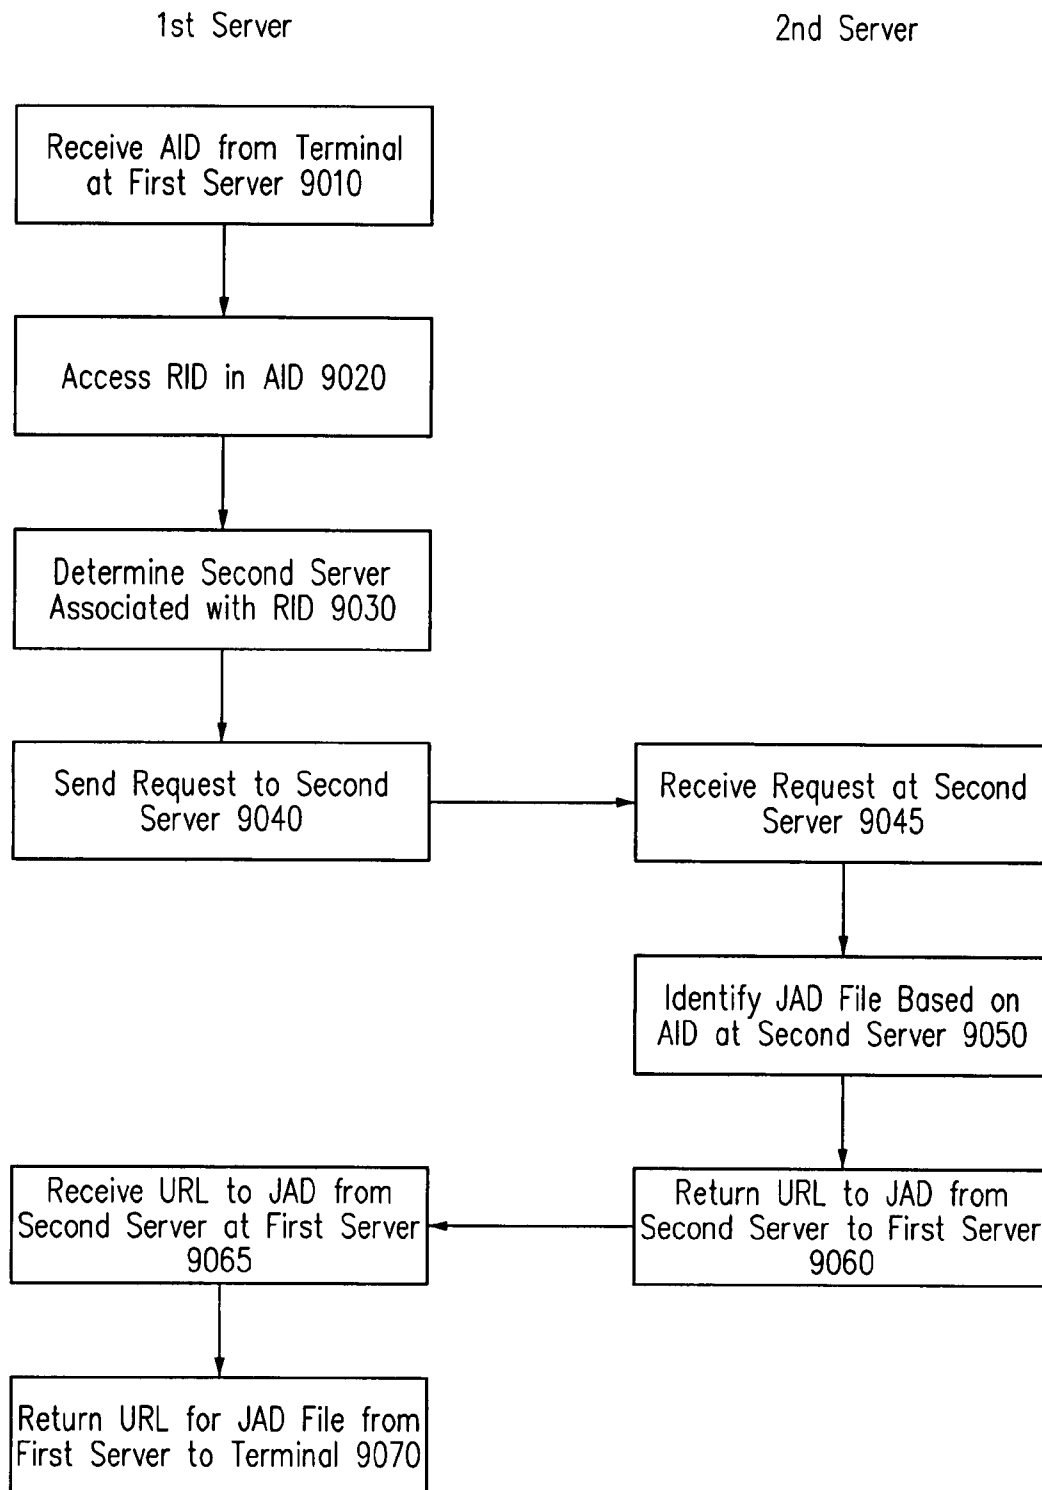 1st Server
2nd Server
Receive AID from Terminal
at First Server 9010
Access RID in AID 9020
Determine Second Server
Associated with RID 9030
Send Request to Second
Server 9040
Receive Request at Second
Server 9045
Identify JAD File Based on
AID at Second Server 9050
Return URL to JAD from
Second Server to First Server
9060
Receive URL to JAD from
Second Server at First Server
9065
Return URL for JAD File from
First Server to Terminal 9070